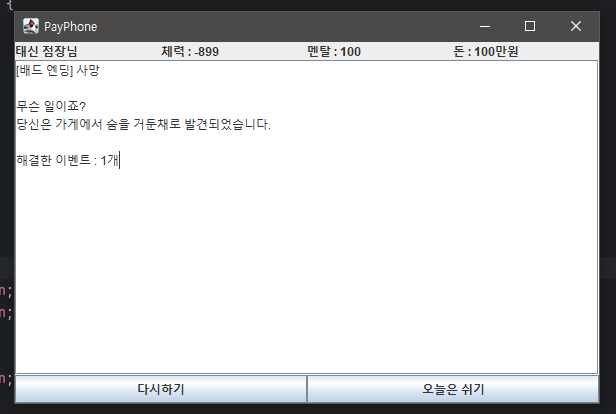 {
PayPhone
태신 점장님 체력 : -899 멘탈 : 100 돈 : 100만원
[배드 엔딩] 사망
무슨 일이죠?
당신은 가게에서 숨을 거둔채로 발견되었습니다.
해결한 이벤트 : 1개
n;
n;
n;
다시하기 오늘은 쉬기